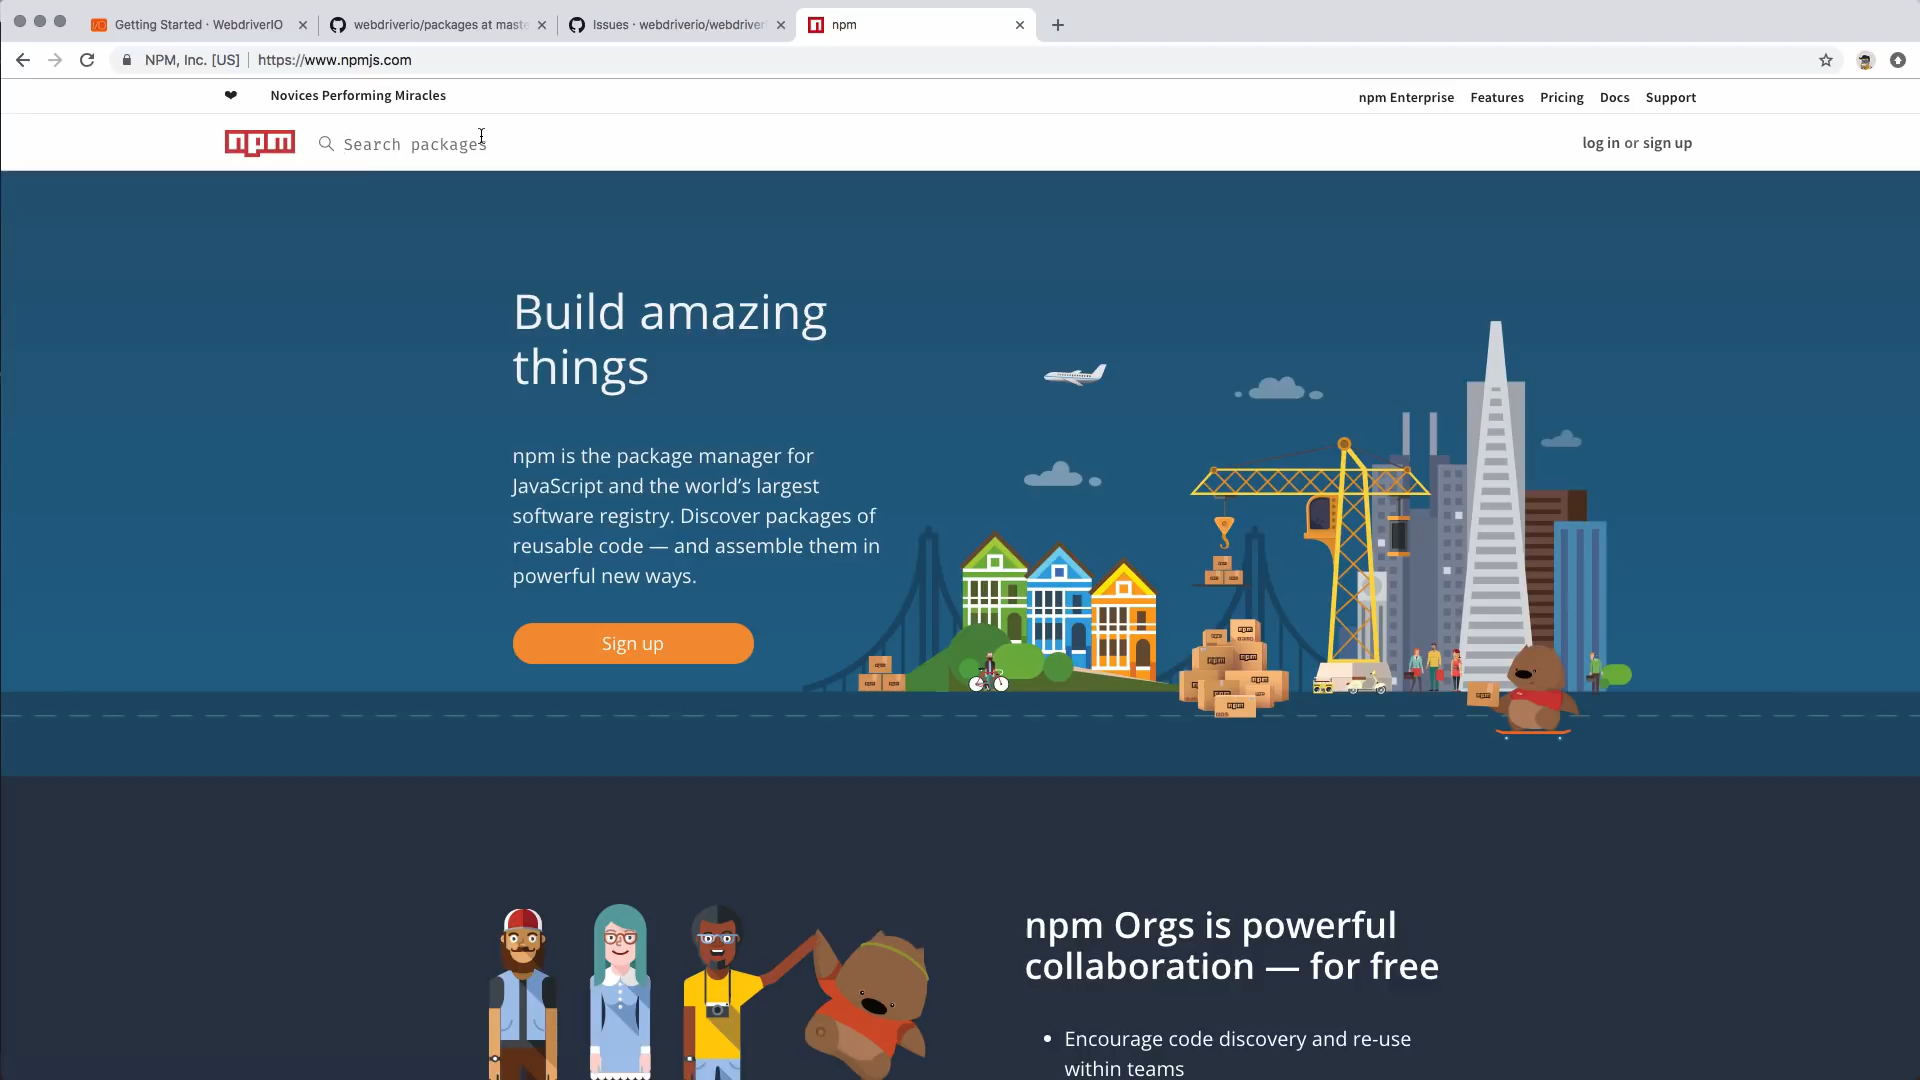 Getting Started · WebdriverIO
webdriverio/packages at maste
Issues · webdriverio/webdriver
npm
NPM, Inc. [US]
https://www.npmjs.com
❤
Novices Performing Miracles
npm Enterprise
Features
Pricing
Docs
Support
npm
Search packages
log in or sign up
Build amazing
things
npm is the package manager for
JavaScript and the world’s largest
software registry. Discover packages of
reusable code — and assemble them in
powerful new ways.
Sign up
npm Orgs is powerful
collaboration — for free
• Encourage code discovery and re-use
within teams